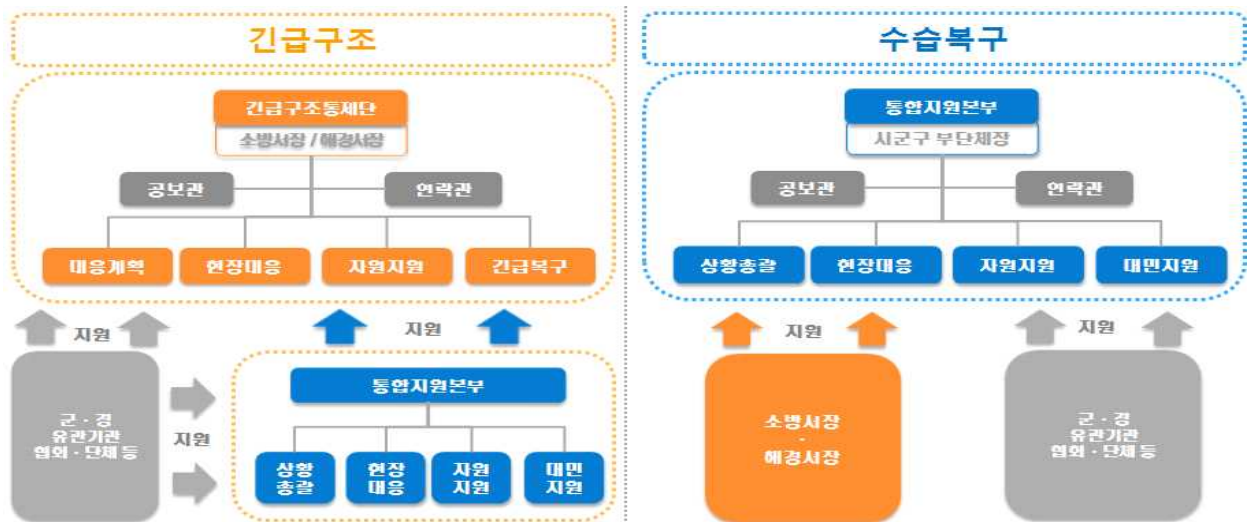 긴급구조
긴급구조통제단
소방서장 / 해경서장
공보관
연락관
대응계획
현장대응
자원지원
긴급복구
지원
지원
군 · 경
유관기관
협회 · 단체 등
지원
통합지원본부
상황
총괄
현장
대응
자원
지원
대민
지원
수습복구
통합지원본부
시군구 부단체장
공보관
연락관
상황총괄
현장대응
자원지원
대민지원
지원
지원
소방서장
·
해경서장
군 · 경
유관기관
협회 · 단체 등